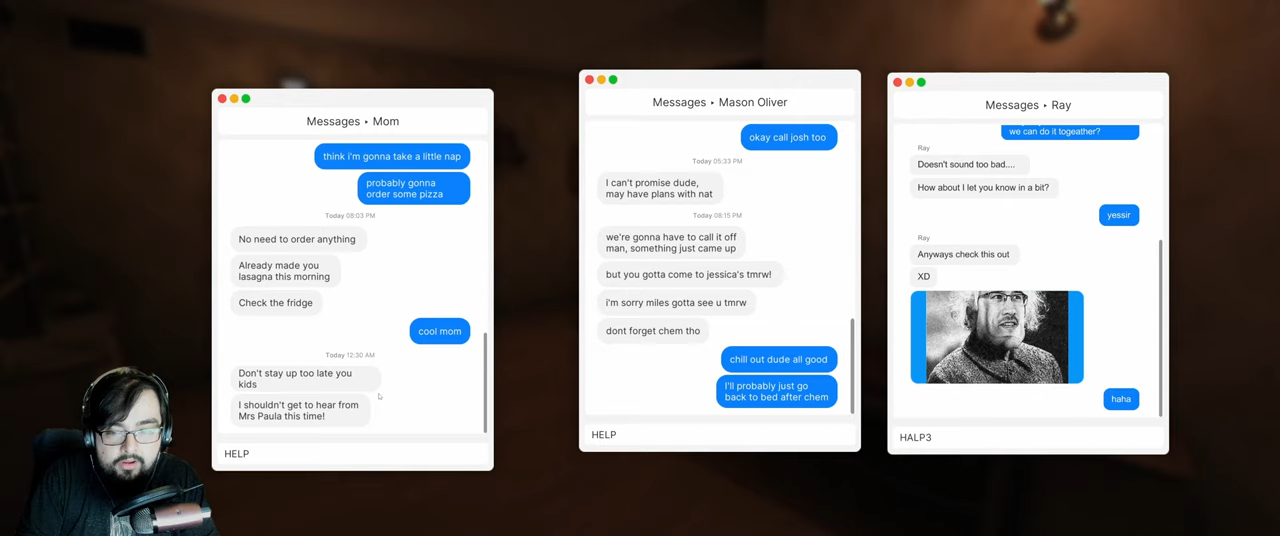 Messages ‣ Mom
think i'm gonna take a little nap
probably gonna
order some pizza
Today 08:03 PM
No need to order anything
Already made you
lasagna this morning
Check the fridge
cool mom
Today 12:30 AM
Don't stay up too late you
kids
I shouldn't get to hear from
Mrs Paula this time!
HELP
Messages ‣ Mason Oliver
okay call josh too
Today 05:33 PM
I can't promise dude,
may have plans with nat
Today 08:15 PM
we're gonna have to call it off
man, something just came up
but you gotta come to jessica's tmrw!
i'm sorry miles gotta see u tmrw
dont forget chem tho
chill out dude all good
I'll probably just go
back to bed after chem
HELP
Messages ‣ Ray
we can do it togeather?
Ray
Doesn't sound too bad....
How about I let you know in a bit?
yessir
Ray
Anyways check this out
XD
haha
HALP3